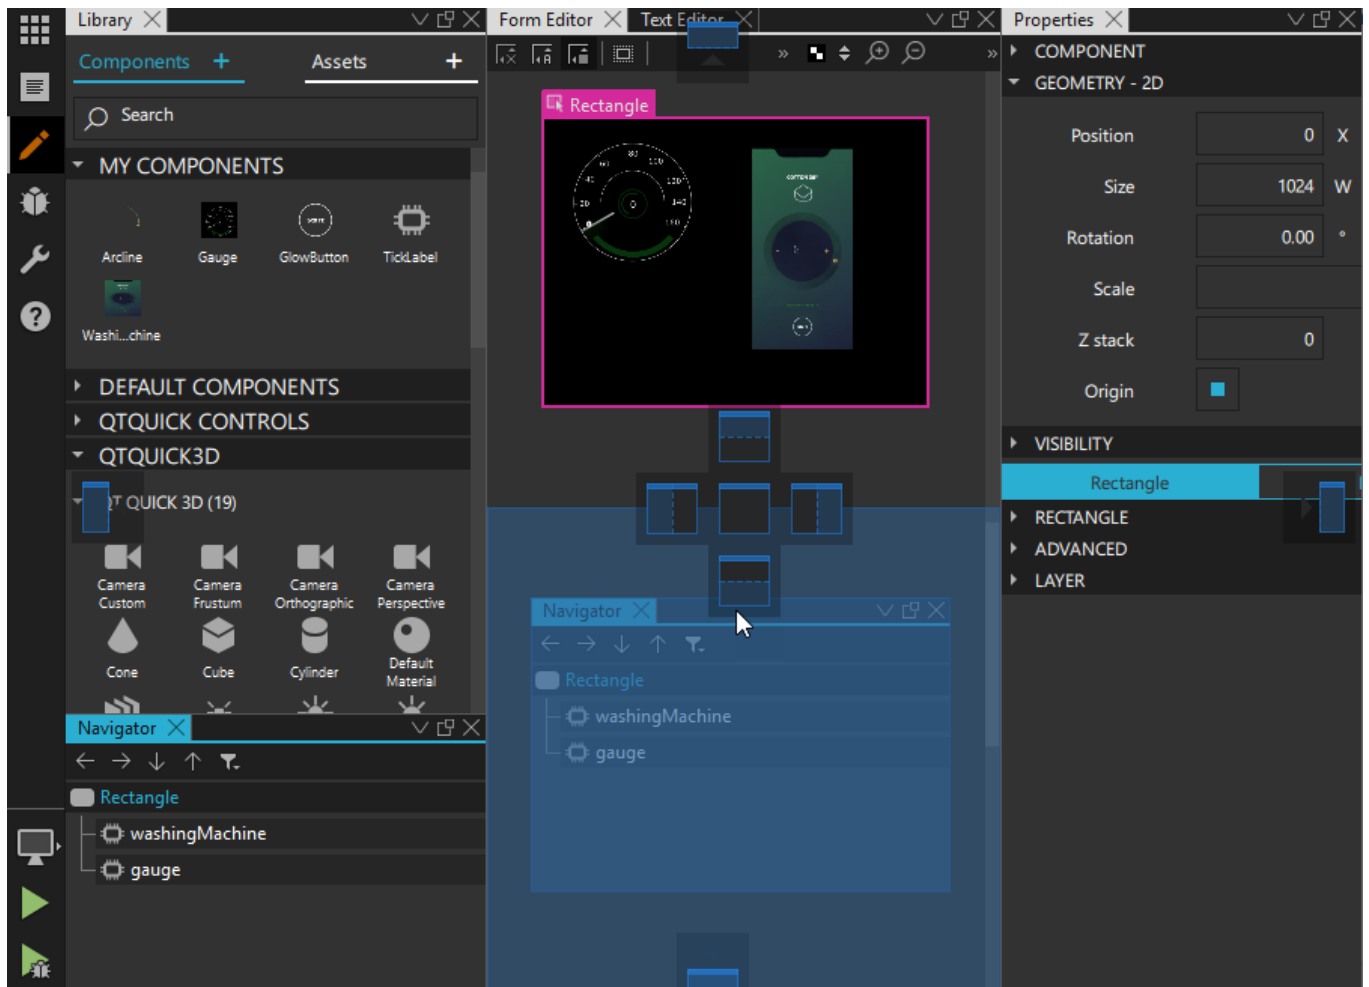 Library
Form Editor
Text Editor
Properties
Components +
Assets +
COMPONENT
GEOMETRY - 2D
Search
Rectangle
Position 0 X
MY COMPONENTS
Size 1024 W
Rotation 0.00 °
Arcline
Gauge
GlowButton
TickLabel
Scale
Washi...chine
Z stack 0
DEFAULT COMPONENTS
Origin
QTQUICK CONTROLS
VISIBILITY
QTQUICK3D
Rectangle
QT QUICK 3D (19)
RECTANGLE
ADVANCED
LAYER
Camera Custom
Camera Frustum
Camera Orthographic
Camera Perspective
Navigator
Rectangle
Cone
Cube
Cylinder
Default Material
washingMachine
gauge
Navigator
Rectangle
washingMachine
gauge